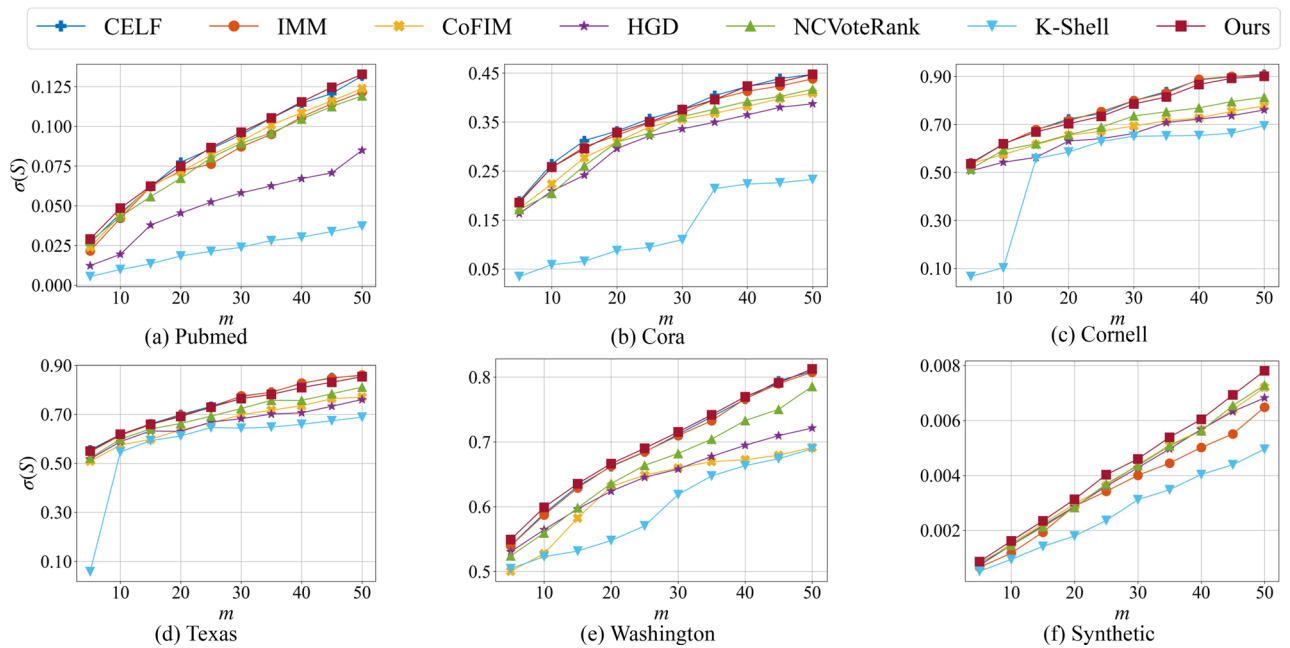 CELF IMM CoFIM HGD NCVoteRank K-Shell Ours
σ(S)
0.125
0.100
0.075
0.050
0.025
0.000
10 20 30 40 50
m
(a) Pubmed
0.45
0.35
0.25
0.15
0.05
10 20 30 40 50
m
(b) Cora
0.90
0.70
0.50
0.30
0.10
10 20 30 40 50
m
(c) Cornell
σ(S)
0.90
0.70
0.50
0.30
0.10
10 20 30 40 50
m
(d) Texas
0.8
0.7
0.6
0.5
10 20 30 40 50
m
(e) Washington
0.008
0.006
0.004
0.002
10 20 30 40 50
m
(f) Synthetic